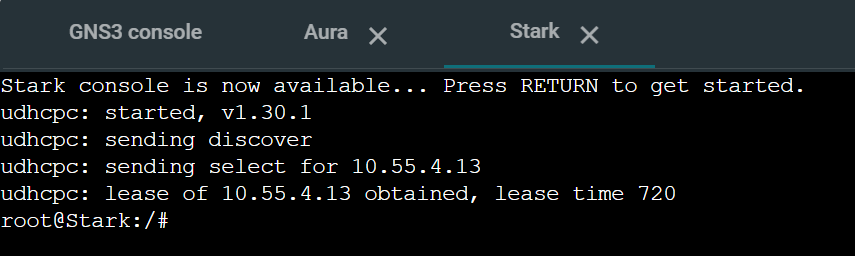 GNS3 console Aura × Stark ×
Stark console is now available... Press RETURN to get started.
udhcpc: started, v1.30.1
udhcpc: sending discover
udhcpc: sending select for 10.55.4.13
udhcpc: lease of 10.55.4.13 obtained, lease time 720
root@Stark:/#